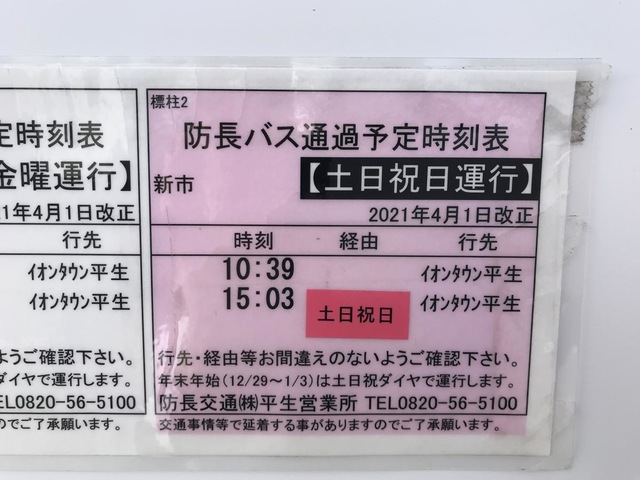 定時刻表
金曜運行】
1年4月1日改正
行先
イオンタウン平生
イオンタウン平生
ようご確認下さい。
ダイヤで運行します。
EL0820-56-5100
のでご了承願います。
標柱2
防長バス通過予定時刻表
新市 【土日祝日運行】
2021年4月1日改正
時刻 経由 行先
10:39 イオンタウン平生
15:03 イオンタウン平生
土日祝日
行先・経由等お間違えのないようご確認下さい。
年末年始(12/29～1/3)は土日祝ダイヤで運行します。
防長交通㈱平生営業所 TEL0820-56-5100
交通事情等で延着する事がありますのでご了承願います。